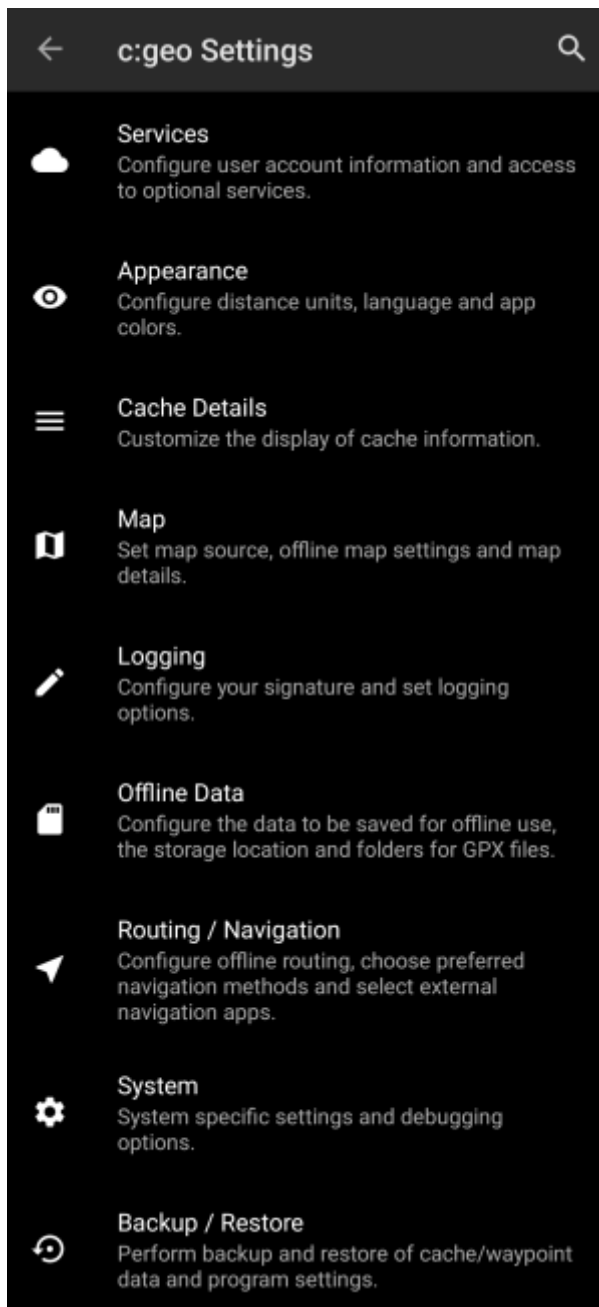 c:geo Settings
Services
Configure user account information and access
to optional services.
Appearance
Configure distance units, language and app
colors.
Cache Details
Customize the display of cache information.
Map
Set map source, offline map settings and map
details.
Logging
Configure your signature and set logging
options.
Offline Data
Configure the data to be saved for offline use,
the storage location and folders for GPX files.
Routing / Navigation
Configure offline routing, choose preferred
navigation methods and select external
navigation apps.
System
System specific settings and debugging
options.
Backup / Restore
Perform backup and restore of cache/waypoint
data and program settings.